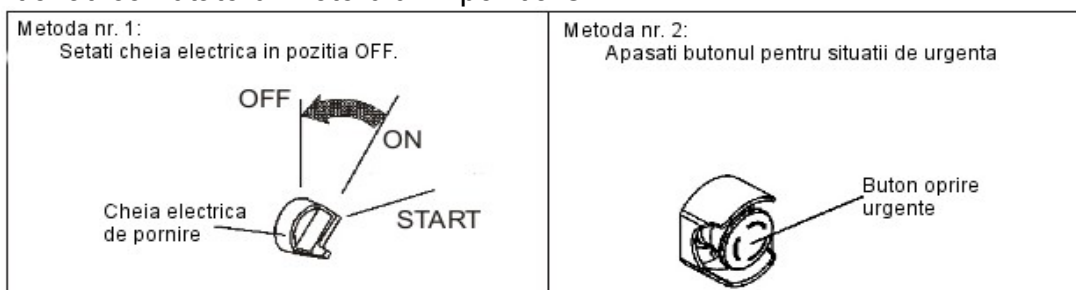 Metoda nr. 1:
Setati cheia electrica in pozitia OFF.
OFF
ON
START
Cheia electrica
de pornire
Metoda nr. 2:
Apasati butonul pentru situatii de urgenta
Buton oprire
urgente